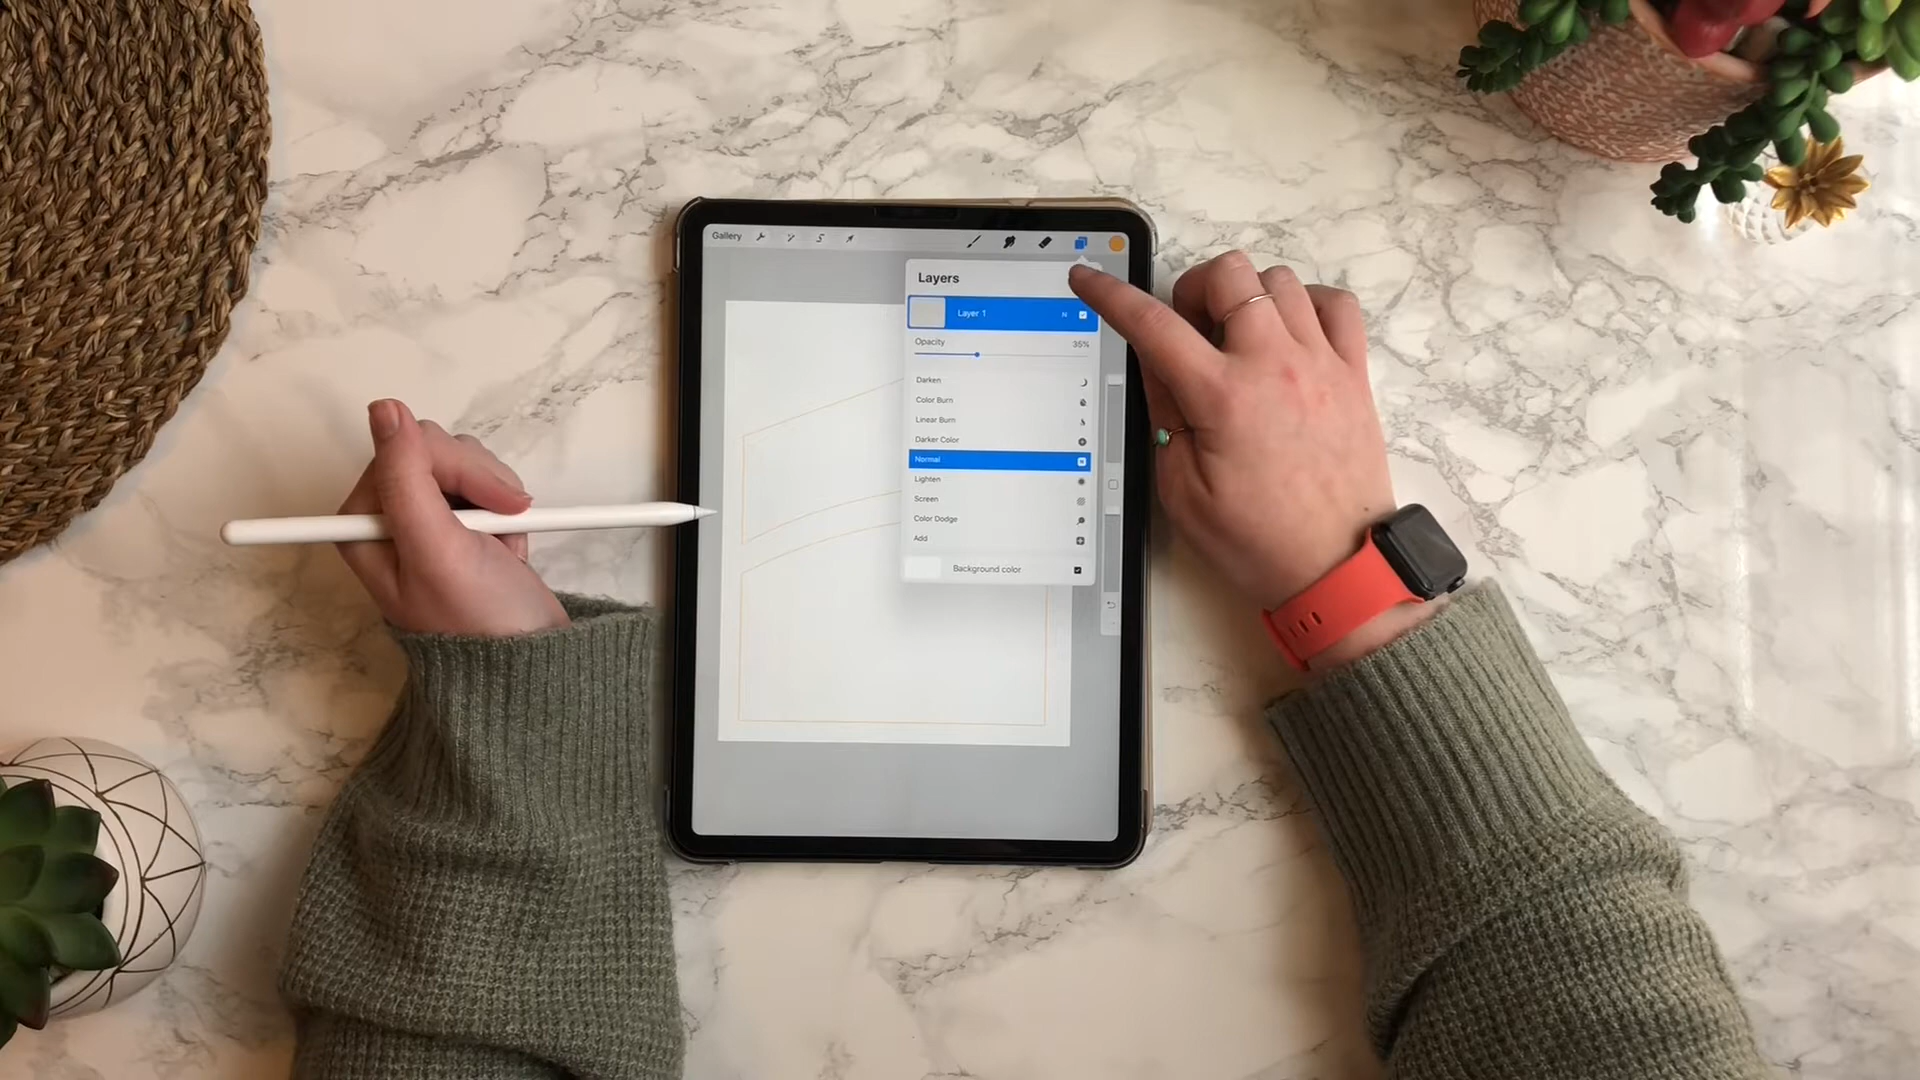 Gallery
Layers
Layer 1 N
Opacity 35%
Darken
Color Burn
Linear Burn
Darker Color
Normal N
Lighten
Screen
Color Dodge
Add
Background color